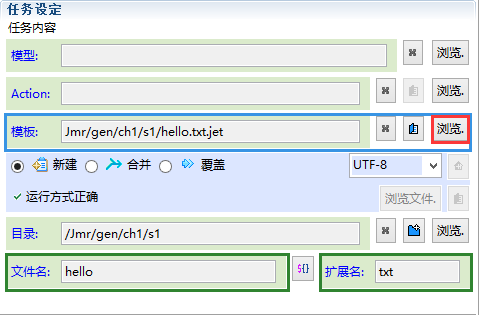 任务设定
任务内容
模型: 浏览.
Action: 浏览.
模板: Jmr/gen/ch1/s1/hello.txt.jet 浏览.
新建 合并 覆盖 UTF-8
运行方式正确 浏览文件.
目录: /Jmr/gen/ch1/s1 浏览.
文件名: hello ${} 扩展名: txt